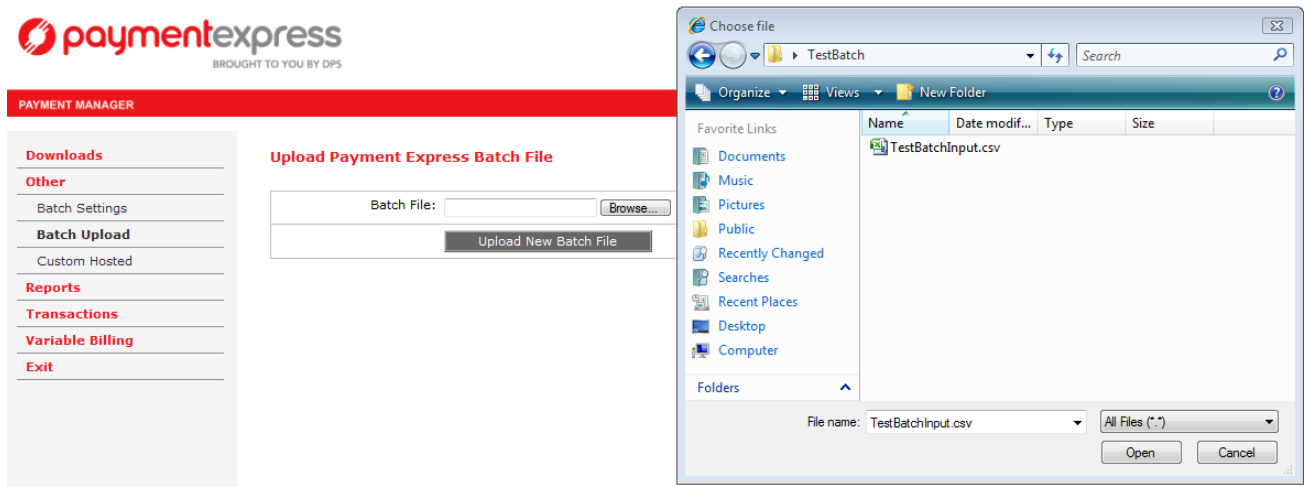 paymentexpress
BROUGHT TO YOU BY DPS
PAYMENT MANAGER
Downloads
Other
Batch Settings
Batch Upload
Custom Hosted
Reports
Transactions
Variable Billing
Exit
Upload Payment Express Batch File
Batch File:
Browse...
Upload New Batch File
Choose file
TestBatch
Search
Organize Views New Folder
Favorite Links
Documents
Music
Pictures
Public
Recently Changed
Searches
Recent Places
Desktop
Computer
Folders
Name Date modif... Type Size
TestBatchInput.csv
File name: TestBatchInput.csv All Files (*.*)
Open Cancel